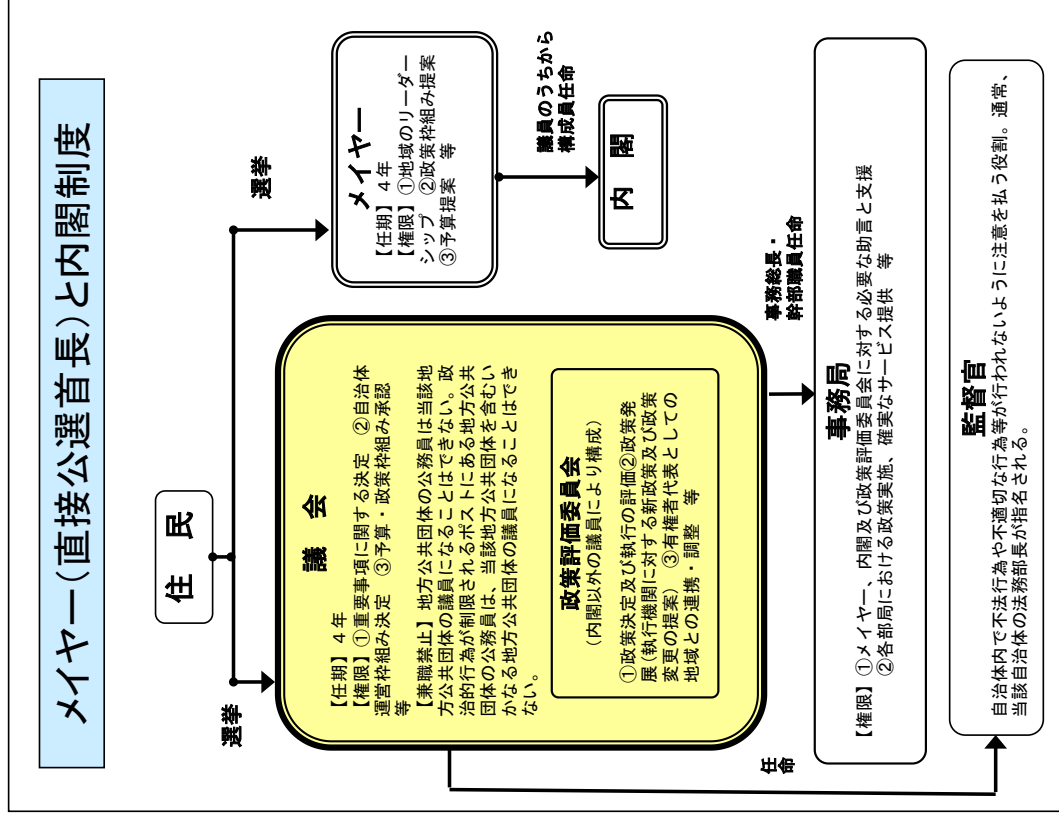 メイヤー(直接公選首長)と内閣制度
住 民
選挙
選挙
議 会
【任期】４年
【権限】①重要事項に関する決定 ②自治体
運営枠組み決定 ③予算・政策枠組み承認
等
【兼職禁止】地方公共団体の公務員は当該地
方公共団体の議員になることはできない。政
治的行為が制限されるポストにある地方公共
団体の公務員は、当該地方公共団体を含むい
かなる地方公共団体の議員になることはでき
ない。
政策評価委員会
(内閣以外の議員により構成)
①政策決定及び執行の評価②政策発
展(執行機関に対する新政策及び政策
変更の提案) ③有権者代表としての
地域との連携・調整 等
メイヤー
【任期】４年
【権限】①地域のリーダー
シップ ②政策枠組み提案
③予算提案 等
議員のうちから
構成員任命
内 閣
事務総長・
幹部職員任命
任
命
事務局
【権限】①メイヤー、内閣及び政策評価委員会に対する必要な助言と支援
②各部局における政策実施、確実なサービス提供 等
監督官
自治体内で不法行為や不適切な行為等が行われないように注意を払う役割。通常、
当該自治体の法務部長が指名される。